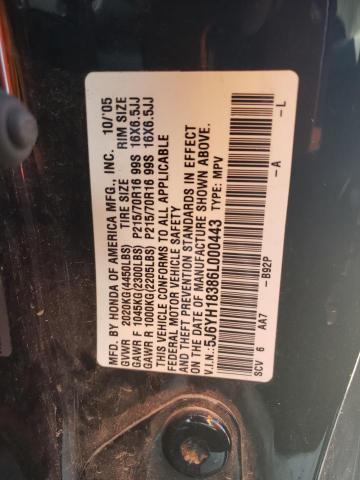 MFD. BY HONDA OF AMERICA MFG., INC. 10/'05
GVWR 2020KG(4450LBS) TIRE SIZE RIM SIZE
GAWR F 1045KG(2300LBS) P215/70R16 99S 16X6.5JJ
GAWR R 1000KG(2205LBS) P215/70R16 99S 16X6.5JJ
THIS VEHICLE CONFORMS TO ALL APPLICABLE
FEDERAL MOTOR VEHICLE SAFETY
AND THEFT PREVENTION STANDARDS IN EFFECT
ON THE DATE OF MANUFACTURE SHOWN ABOVE.
V.I.N.: 5J6YH18386L000443 TYPE: MPV
SCV 6 AA7 -B92P -A -L